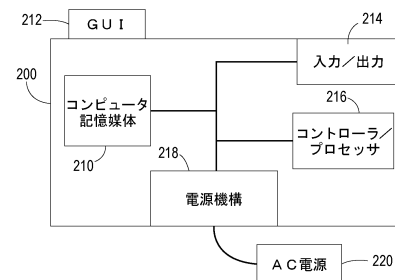 212
ＧＵＩ
214
入力／出力
200
コンピュータ
記憶媒体
210
216
コントローラ／
プロセッサ
218
電源機構
ＡＣ電源
220